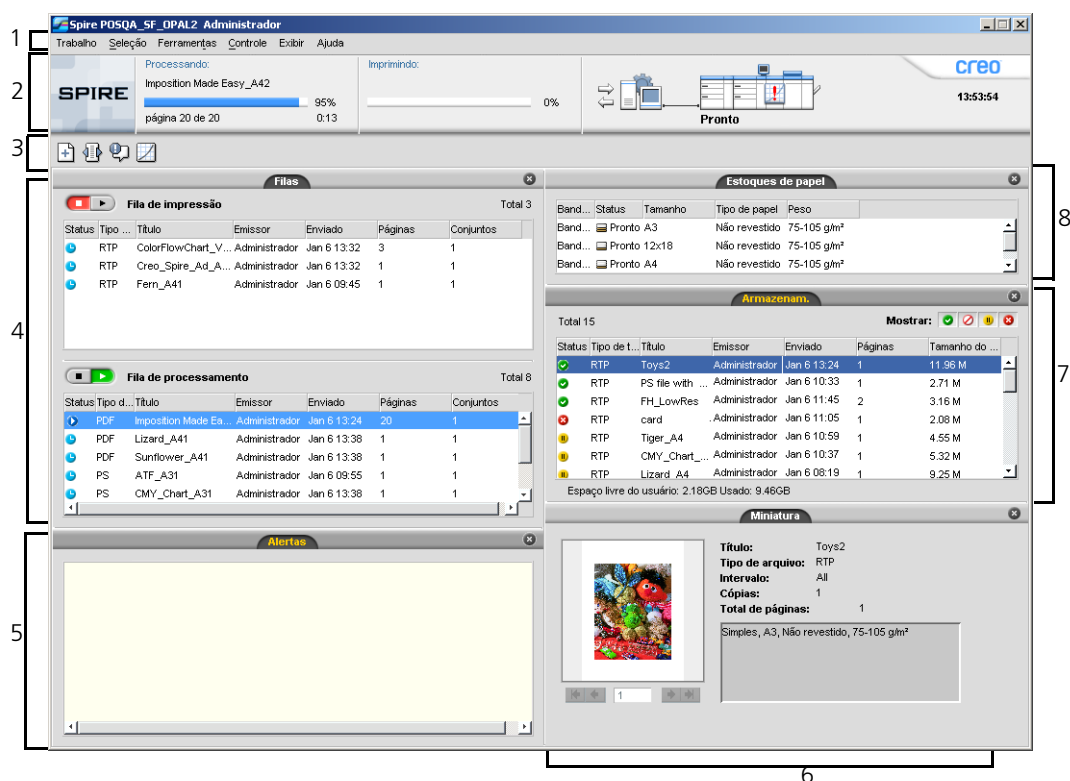 Spire POSQA_SF_OPAL2 Administrador
1
Trabalho Seleção Ferramentas Controle Exibir Ajuda
2
SPIRE
Processando:
Imposition Made Easy_A42
95%
página 20 de 20 0:13
Imprimindo:
0%
Pronto
creo
13:53:54
3
4
Filas
Fila de impressão Total 3
Status Tipo ... Título Emissor Enviado Páginas Conjuntos
RTP ColorFlowChart_V... Administrador Jan 6 13:32 3 1
RTP Creo_Spire_Ad_A... Administrador Jan 6 13:32 1 1
RTP Fern_A41 Administrador Jan 6 09:45 1 1
Fila de processamento Total 8
Status Tipo d... Título Emissor Enviado Páginas Conjuntos
PDF Imposition Made Ea... Administrador Jan 6 13:24 20 1
PDF Lizard_A41 Administrador Jan 6 13:38 1 1
PDF Sunflower_A41 Administrador Jan 6 13:38 1 1
PS ATF_A31 Administrador Jan 6 09:55 1 1
PS CMY_Chart_A31 Administrador Jan 6 13:38 1 1
5
Alertas
8
Estoques de papel
Band... Status Tamanho Tipo de papel Peso
Band... Pronto A3 Não revestido 75-105 g/m²
Band... Pronto 12x18 Não revestido 75-105 g/m²
Band... Pronto A4 Não revestido 75-105 g/m²
7
Armazenam.
Total 15 Mostrar:
Status Tipo de t... Título Emissor Enviado Páginas Tamanho do ...
RTP Toys2 Administrador Jan 6 13:24 1 11.96 M
RTP PS file with ... Administrador Jan 6 10:33 1 2.71 M
RTP FH_LowRes Administrador Jan 6 11:45 2 3.16 M
RTP card .Administrador Jan 6 11:05 1 2.08 M
RTP Tiger_A4 Administrador Jan 6 10:59 1 4.55 M
RTP CMY_Chart_... Administrador Jan 6 10:37 1 5.32 M
RTP Lizard_A4 Administrador Jan 6 08:19 1 9.25 M
Espaço livre do usuário: 2.18GB Usado: 9.46GB
Miniatura
Título: Toys2
Tipo de arquivo: RTP
Intervalo: All
Cópias: 1
Total de páginas: 1
Simples, A3, Não revestido, 75-105 g/m²
1
6